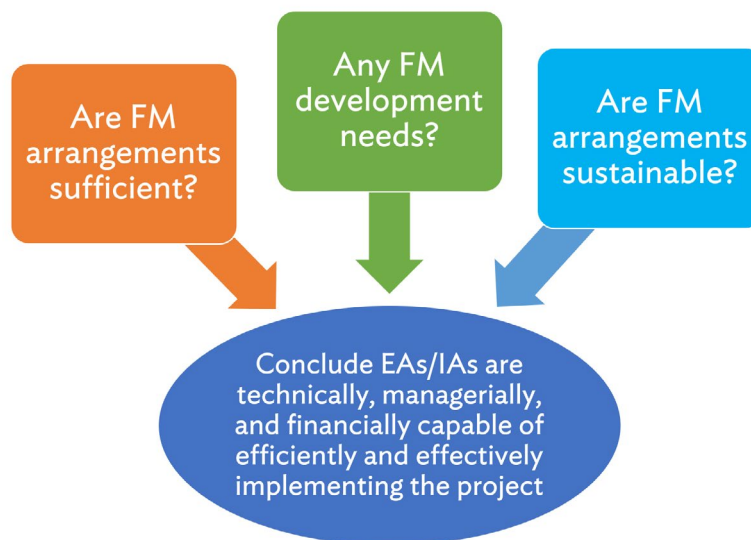 Are FM
arrangements
sufficient?
Any FM
development
needs?
Are FM
arrangements
sustainable?
Conclude EAs/IAs are
technically, managerially,
and financially capable of
efficiently and effectively
implementing the project